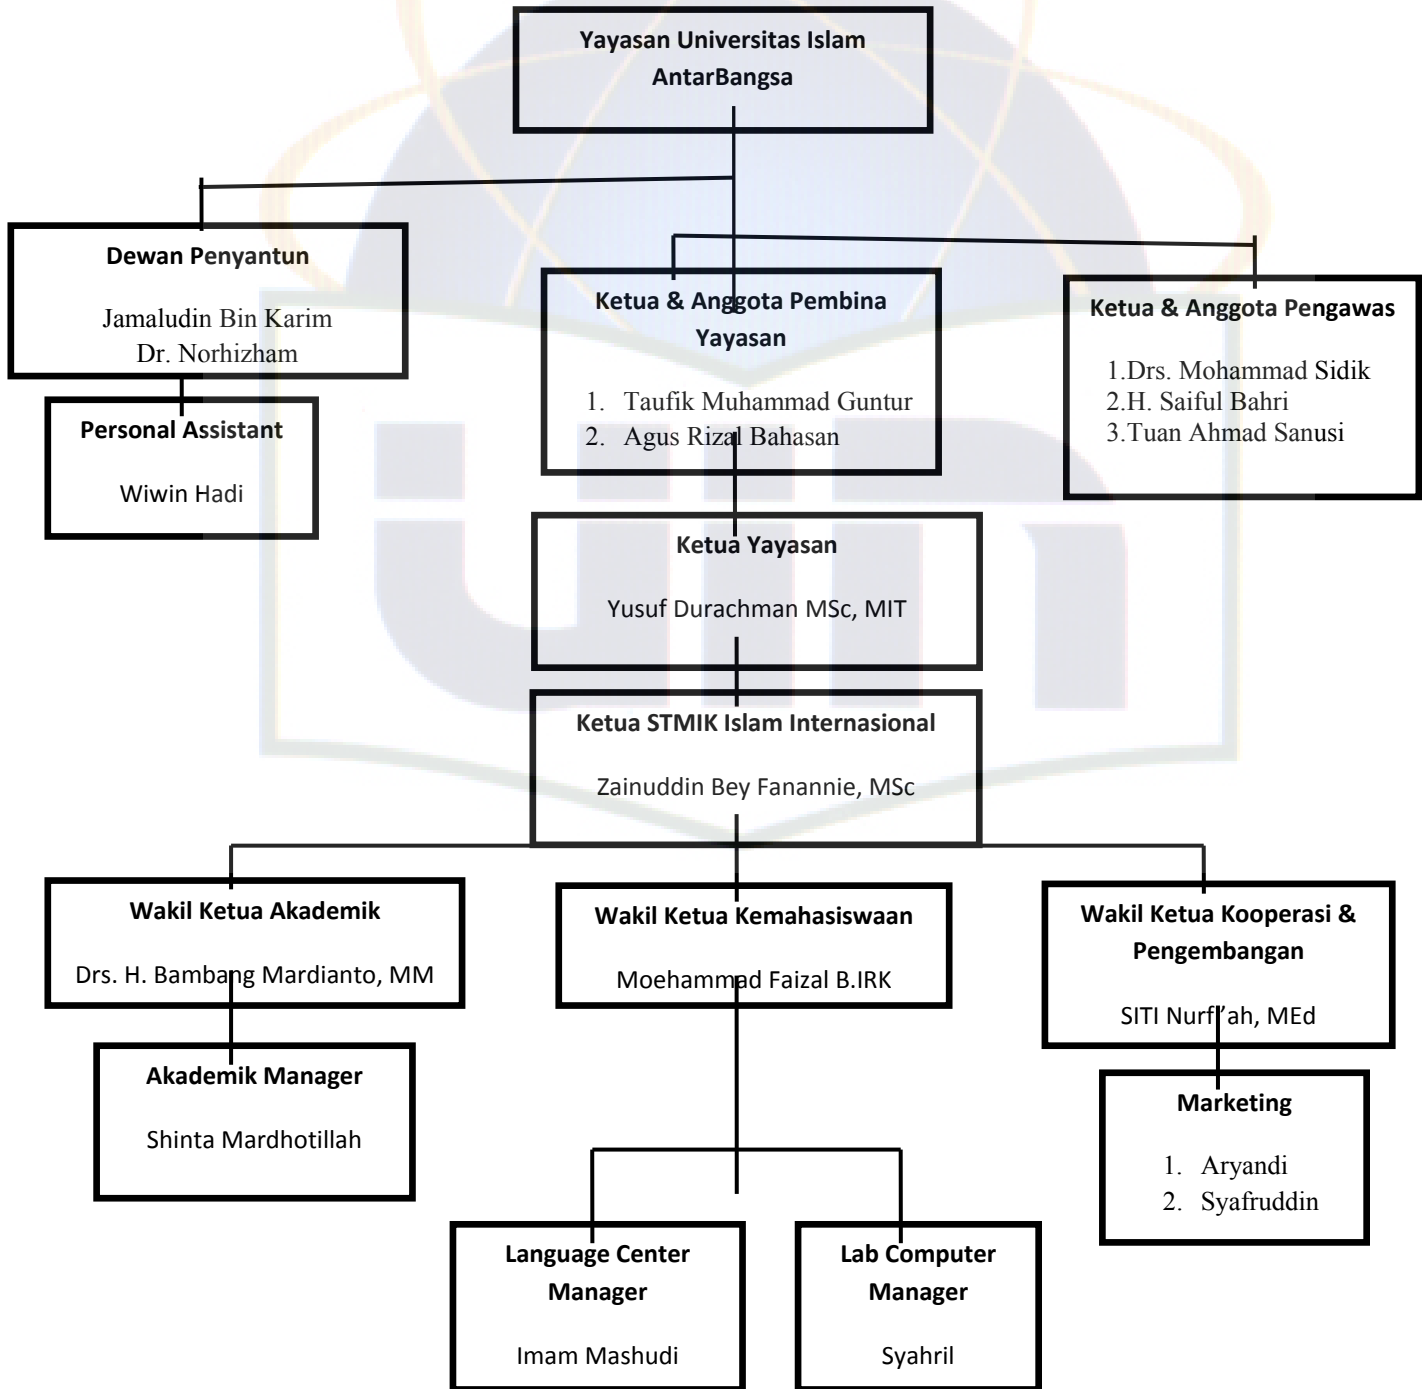 Yayasan Universitas Islam
AntarBangsa
Dewan Penyantun
Jamaludin Bin Karim
Dr. Norhizham
Personal Assistant
Wiwin Hadi
Ketua & Anggota Pembina
Yayasan
1. Taufik Muhammad Guntur
2. Agus Rizal Bahasan
Ketua & Anggota Pengawas
1.Drs. Mohammad Sidik
2.H. Saiful Bahri
3.Tuan Ahmad Sanusi
Ketua Yayasan
Yusuf Durachman MSc, MIT
Ketua STMIK Islam Internasional
Zainuddin Bey Fanannie, MSc
Wakil Ketua Akademik
Drs. H. Bambang Mardianto, MM
Akademik Manager
Shinta Mardhotillah
Wakil Ketua Kemahasiswaan
Moehammad Faizal B.IRK
Language Center
Manager
Imam Mashudi
Lab Computer
Manager
Syahril
Wakil Ketua Kooperasi &
Pengembangan
SITI MEd
Marketing
1. Aryandi
2. Syafruddin
uin